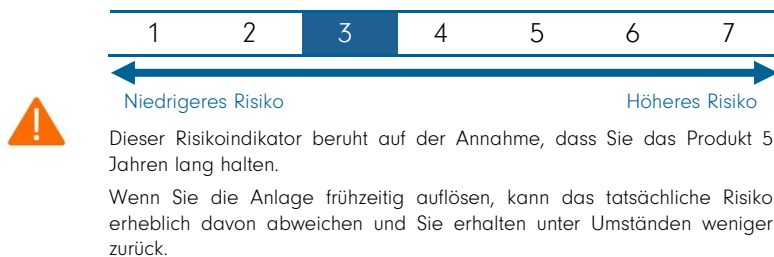 1 2 3 4 5 6 7
Niedrigeres Risiko Höheres Risiko
Dieser Risikoindikator beruht auf der Annahme, dass Sie das Produkt 5
Jahren lang halten.
Wenn Sie die Anlage frühzeitig auflösen, kann das tatsächliche Risiko
erheblich davon abweichen und Sie erhalten unter Umständen weniger
zurück.